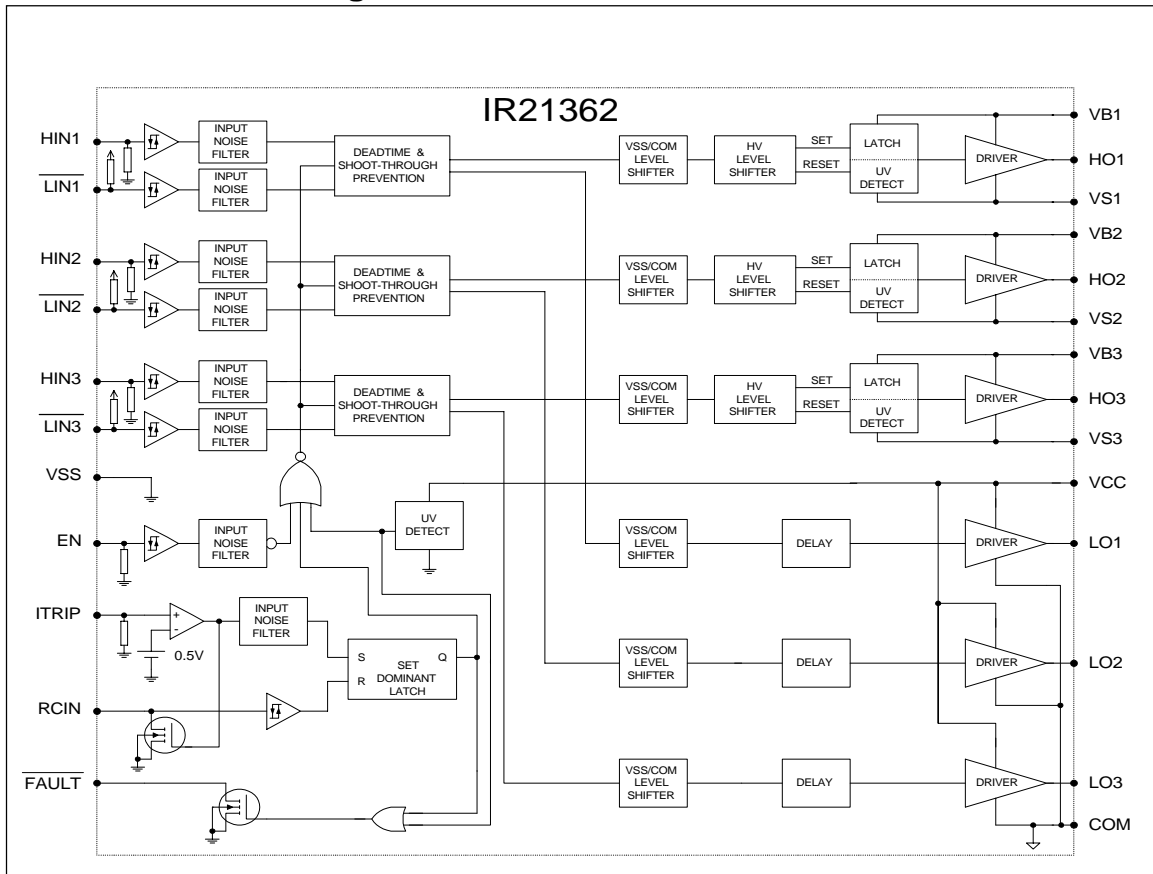 IR21362
HIN1
LIN1
INPUT
NOISE
FILTER
INPUT
NOISE
FILTER
DEADTIME &
SHOOT-THROUGH
PREVENTION
VSS/COM
LEVEL
SHIFTER
HV
LEVEL
SHIFTER
SET
RESET
LATCH
UV
DETECT
DRIVER
VB1
HO1
VS1
HIN2
LIN2
INPUT
NOISE
FILTER
INPUT
NOISE
FILTER
DEADTIME &
SHOOT-THROUGH
PREVENTION
VSS/COM
LEVEL
SHIFTER
HV
LEVEL
SHIFTER
SET
RESET
LATCH
UV
DETECT
DRIVER
VB2
HO2
VS2
HIN3
LIN3
INPUT
NOISE
FILTER
INPUT
NOISE
FILTER
DEADTIME &
SHOOT-THROUGH
PREVENTION
VSS/COM
LEVEL
SHIFTER
HV
LEVEL
SHIFTER
SET
RESET
LATCH
UV
DETECT
DRIVER
VB3
HO3
VS3
VSS
VCC
EN
INPUT
NOISE
FILTER
UV
DETECT
VSS/COM
LEVEL
SHIFTER
DELAY
DRIVER
LO1
ITRIP
+
-
0.5V
INPUT
NOISE
FILTER
S
R
Q
SET
DOMINANT
LATCH
VSS/COM
LEVEL
SHIFTER
DELAY
DRIVER
LO2
RCIN
FAULT
VSS/COM
LEVEL
SHIFTER
DELAY
DRIVER
LO3
COM